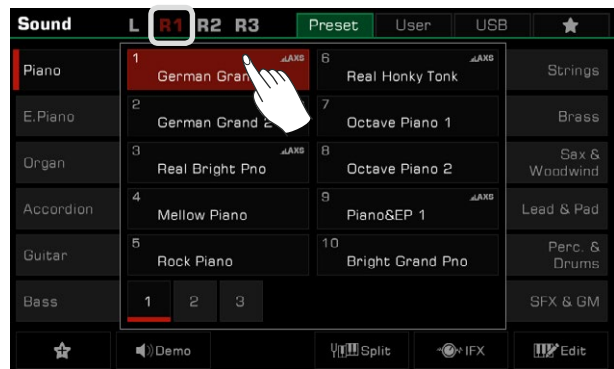 Sound L R1 R2 R3 Preset User USB
Piano
E.Piano
Organ
Accordion
Guitar
Bass
1 AXS
German Gran
2
German Grand 2
3 AXS
Real Bright Pno
4
Mellow Piano
5
Rock Piano
6 AXS
Real Honky Tonk
7
Octave Piano 1
8
Octave Piano 2
9 AXS
Piano&EP 1
10
Bright Grand Pno
1 2 3
Strings
Brass
Sax &
Woodwind
Lead & Pad
Perc. &
Drums
SFX & GM
Demo Split IFX Edit